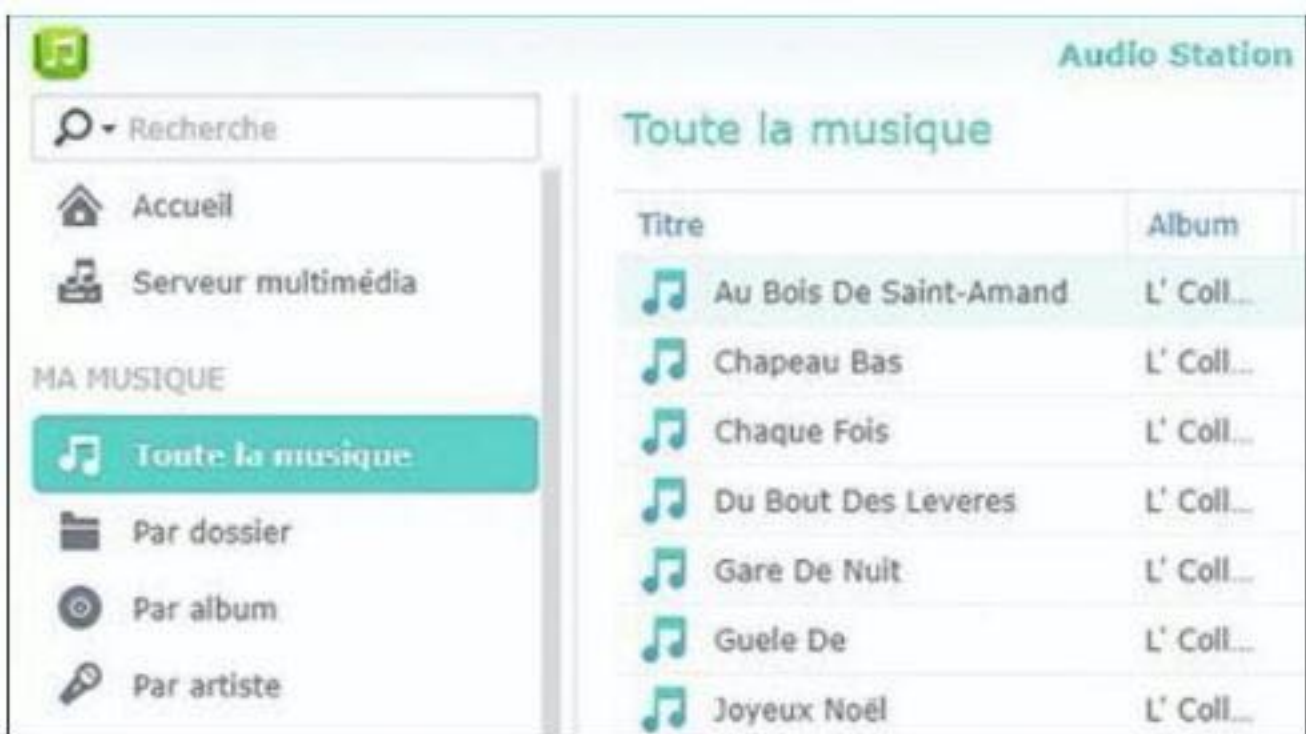 Audio Station
Recherche
Accueil
Serveur multimédia
MA MUSIQUE
Toute la musique
Par dossier
Par album
Par artiste
Toute la musique
Titre Album
Au Bois De Saint-Amand L' Coll...
Chapeau Bas L' Coll...
Chaque Fois L' Coll...
Du Bout Des Leveres L' Coll...
Gare De Nuit L' Coll...
Guele De L' Coll...
Joyeux Noël L' Coll...